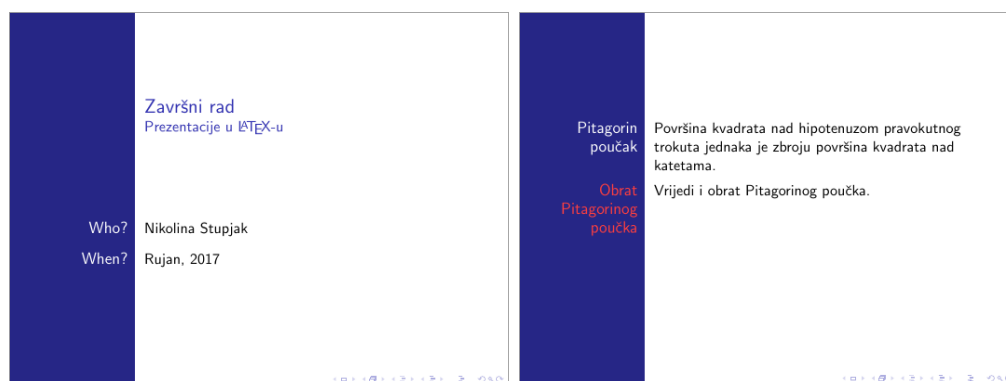 Završni rad
Prezentacije u LATEX-u
Who? Nikolina Stupjak
When? Rujan, 2017
Pitagorin
poučak
Površina kvadrata nad hipotenuzom pravokutnog
trokuta jednaka je zbroju površina kvadrata nad
katetama.
Obrat
Pitagorinog
poučka
Vrijedi i obrat Pitagorinog poučka.